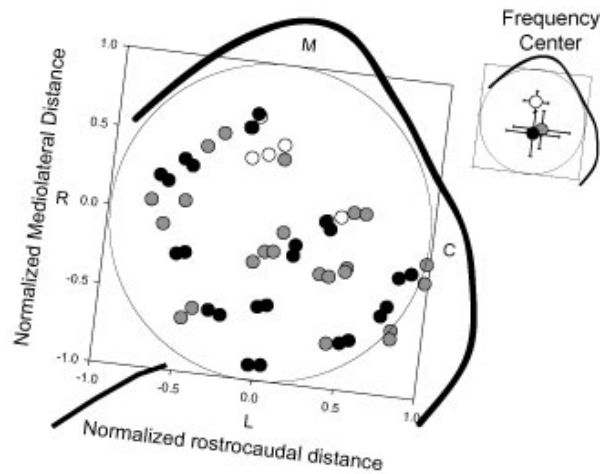 Frequency
Center
M
1.0
0.5
0.0
-0.5
-1.0
R
C
Normalized Mediolateral Distance
-1.0
-0.5
0.0
0.5
1.0
L
Normalized rostrocaudal distance